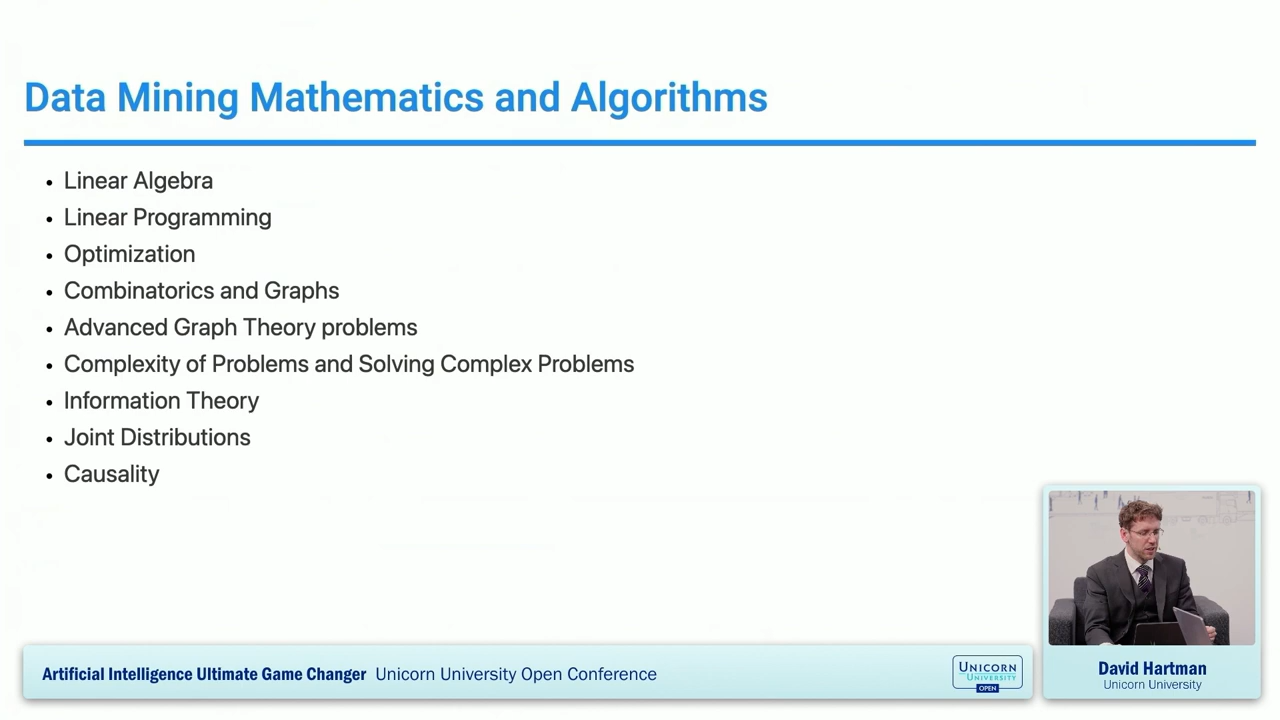 Data Mining Mathematics and Algorithms
• Linear Algebra
• Linear Programming
• Optimization
• Combinatorics and Graphs
• Advanced Graph Theory problems
• Complexity of Problems and Solving Complex Problems
• Information Theory
• Joint Distributions
• Causality
Artificial Intelligence Ultimate Game Changer Unicorn University Open Conference
UNICORN
UNIVERSITY
OPEN
David Hartman
Unicorn University